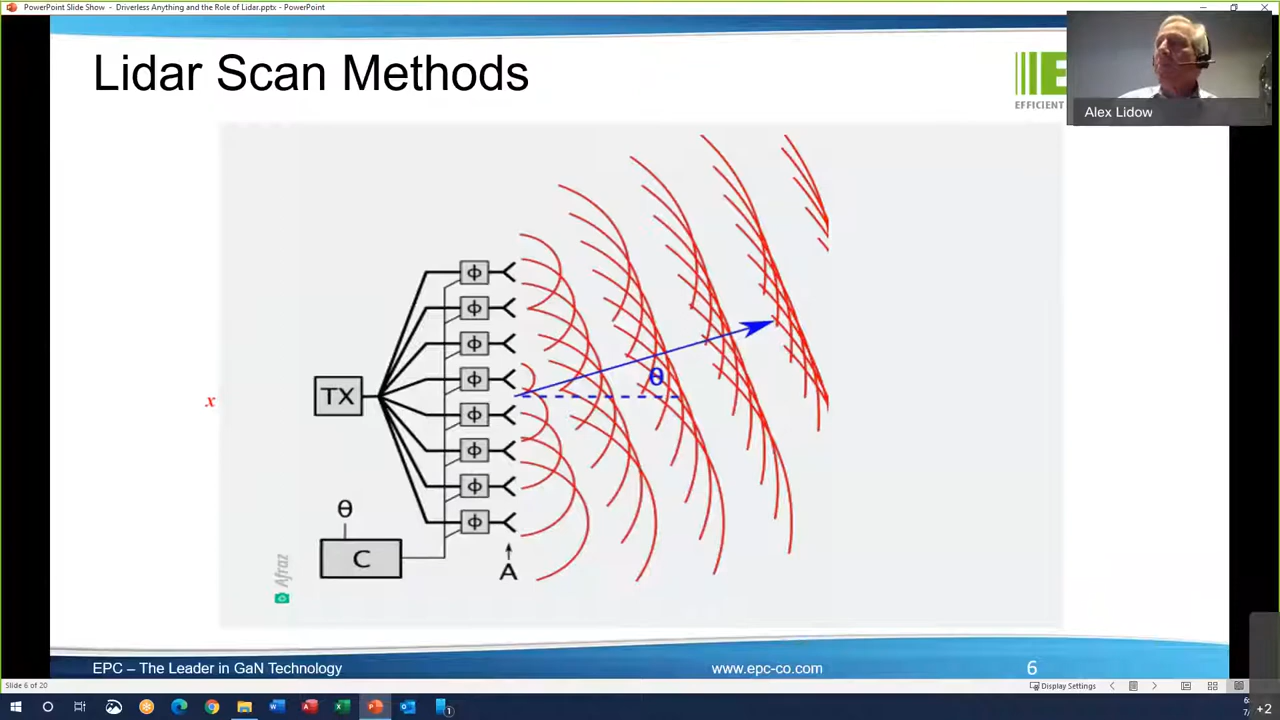 PowerPoint Slide Show - Driverless Anything and the Role of Lidar.pptx - PowerPoint
Lidar Scan Methods
E
EFFICIENT
Alex Lidow
ϕ
ϕ
ϕ
ϕ
ϕ
ϕ
ϕ
ϕ
TX
θ
x
θ
C
A
Afraz
EPC – The Leader in GaN Technology
www.epc-co.com
6
Slide 6 of 20
Display Settings
+2